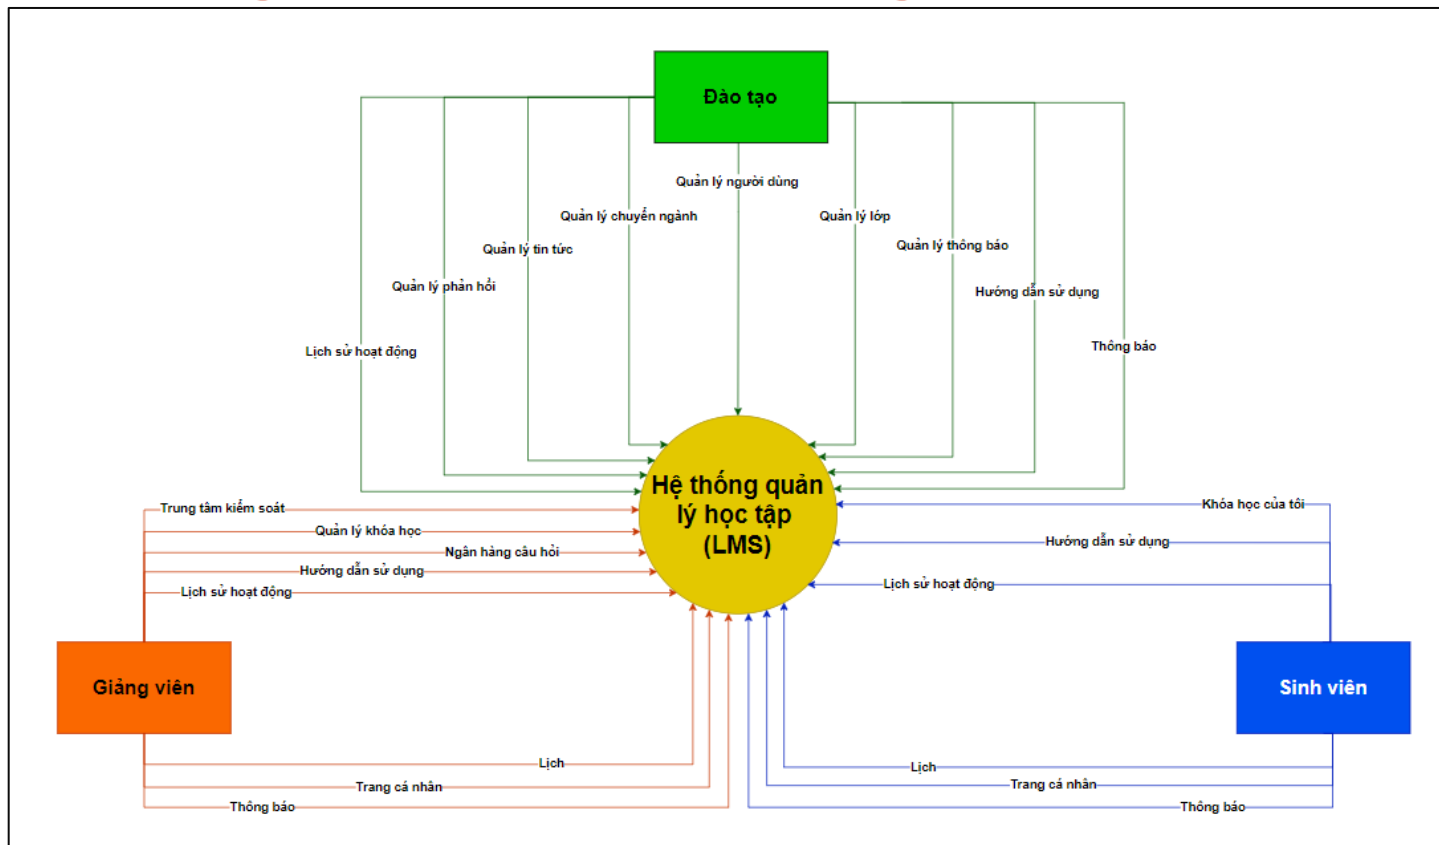 Đào tạo
Quản lý người dùng
Quản lý chuyển ngành
Quản lý lớp
Quản lý tin tức
Quản lý thông báo
Quản lý phản hồi
Hướng dẫn sử dụng
Lịch sử hoạt động
Thông báo
Hệ thống quản
lý học tập
(LMS)
Trung tâm kiểm soát
Quản lý khóa học
Ngân hàng câu hỏi
Hướng dẫn sử dụng
Lịch sử hoạt động
Khóa học của tôi
Hướng dẫn sử dụng
Lịch sử hoạt động
Giảng viên
Sinh viên
Lịch
Trang cá nhân
Thông báo
Lịch
Trang cá nhân
Thông báo